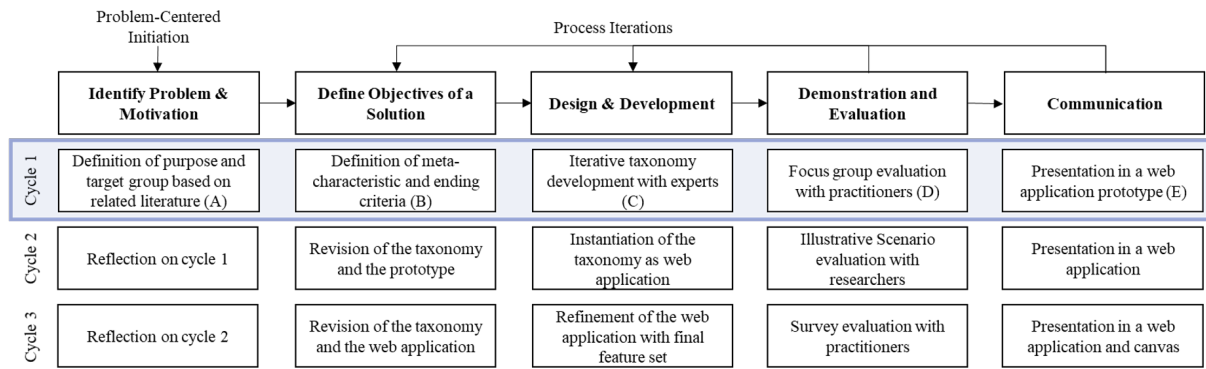 Problem-Centered
Initiation
Process Iterations
Identify Problem &
Motivation
Define Objectives of a
Solution
Design & Development
Demonstration and
Evaluation
Communication
Cycle 1
Definition of purpose and
target group based on
related literature (A)
Definition of meta-
characteristic and ending
criteria (B)
Iterative taxonomy
development with experts
(C)
Focus group evaluation
with practitioners (D)
Presentation in a web
application prototype (E)
Cycle 2
Reflection on cycle 1
Revision of the taxonomy
and the prototype
Instantiation of the
taxonomy as web
application
Illustrative Scenario
evaluation with
researchers
Presentation in a web
application
Cycle 3
Reflection on cycle 2
Revision of the taxonomy
and the web application
Refinement of the web
application with final
feature set
Survey evaluation with
practitioners
Presentation in a web
application and canvas